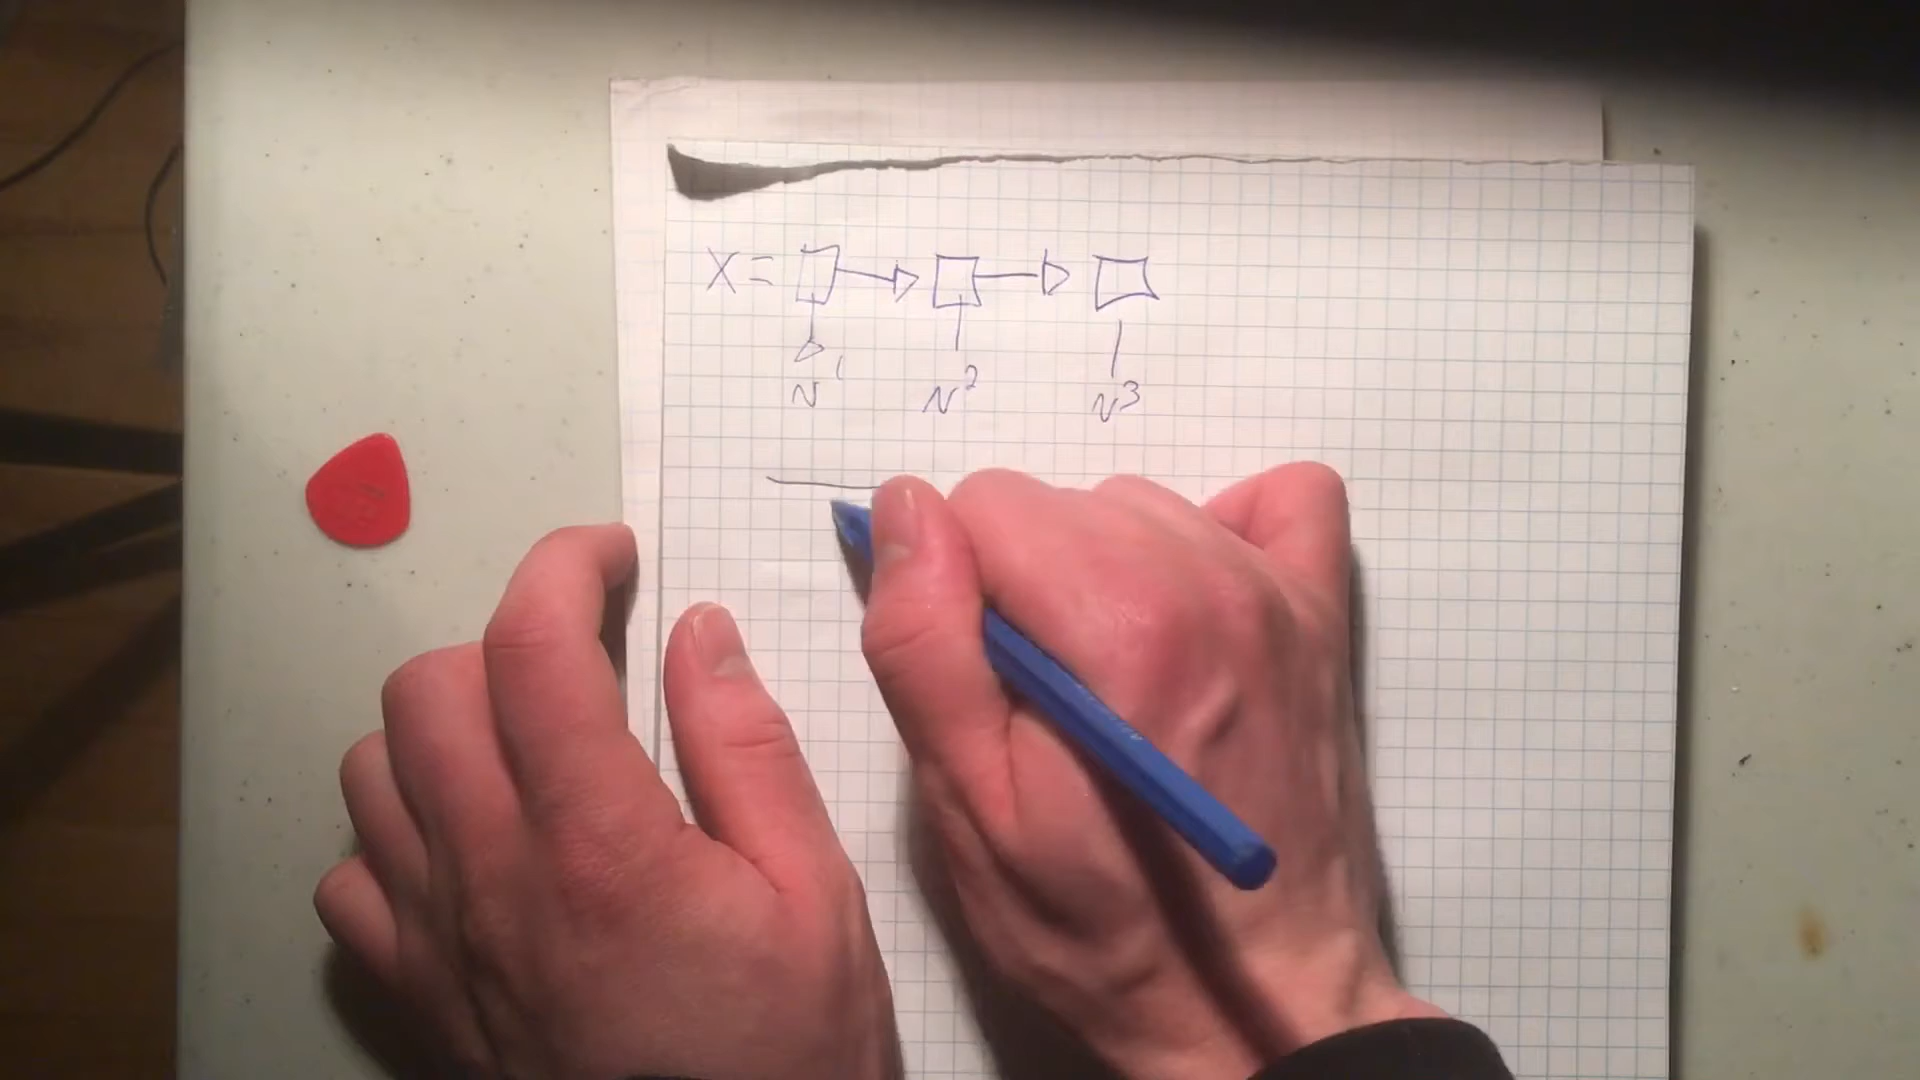 X =
N¹ N² N³